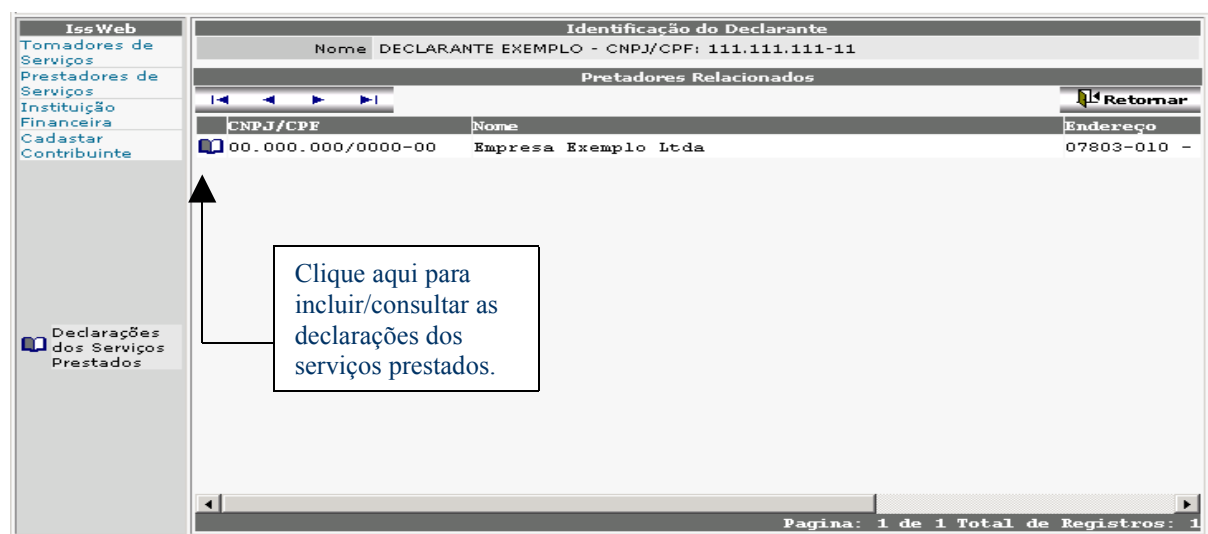 IssWeb
Tomadores de
Serviços
Prestadores de
Serviços
Instituição
Financeira
Cadastar
Contribuinte
Declarações
dos Serviços
Prestados
Identificação do Declarante
Nome DECLARANTE EXEMPLO - CNPJ/CPF: 111.111.111-11
Pretadores Relacionados
Retornar
CNPJ/CPF Nome Endereço
00.000.000/0000-00 Empresa Exemplo Ltda 07803-010 -
Clique aqui para
incluir/consultar as
declarações dos
serviços prestados.
Pagina: 1 de 1 Total de Registros: 1